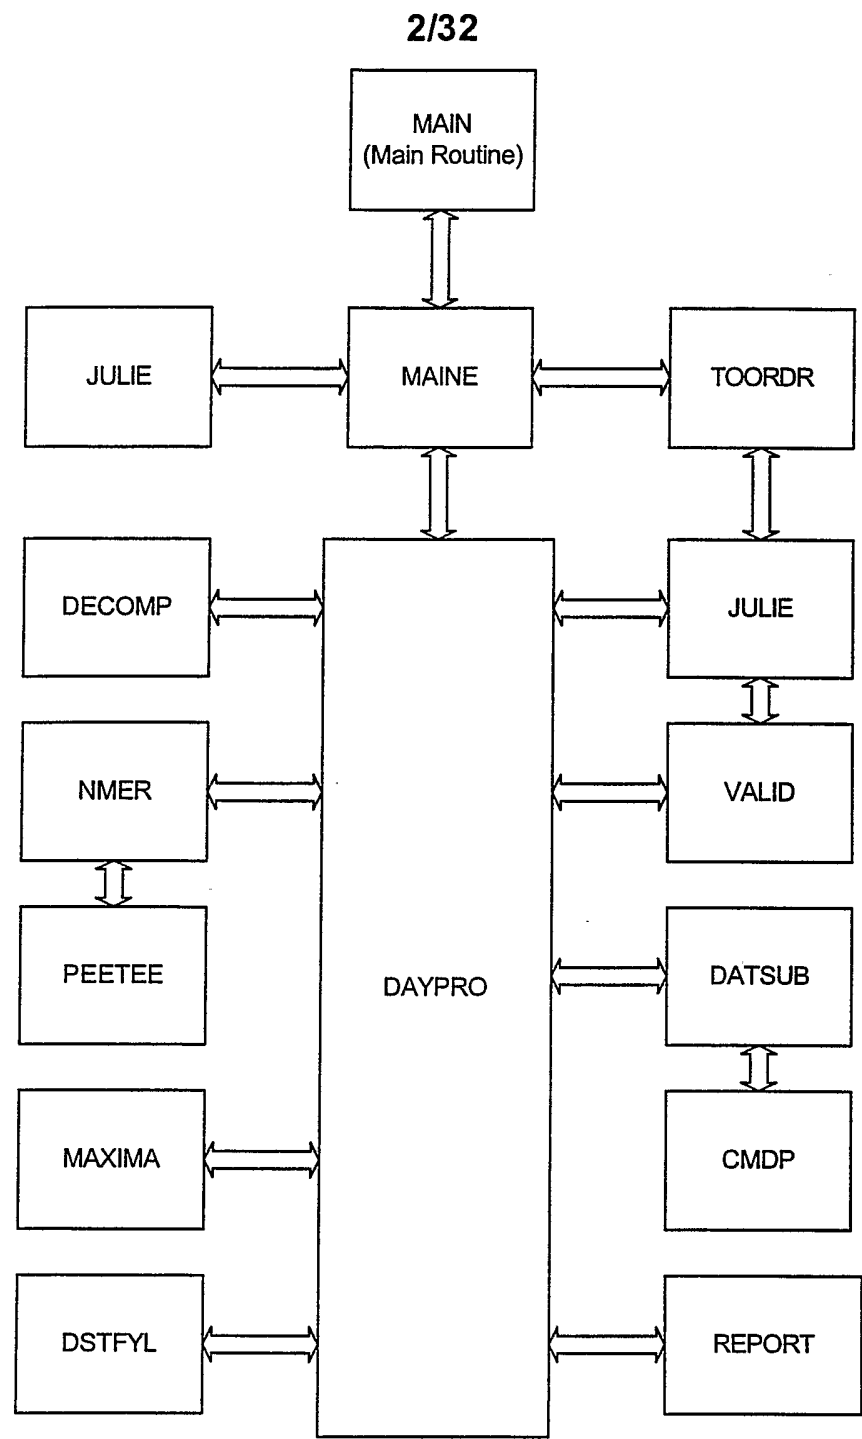 2/32
MAIN
(Main Routine)
JULIE
MAINE
TOORDR
DECOMP
JULIE
NMER
VALID
PEETEE
DAYPRO
DATSUB
MAXIMA
CMDP
DSTFYL
REPORT